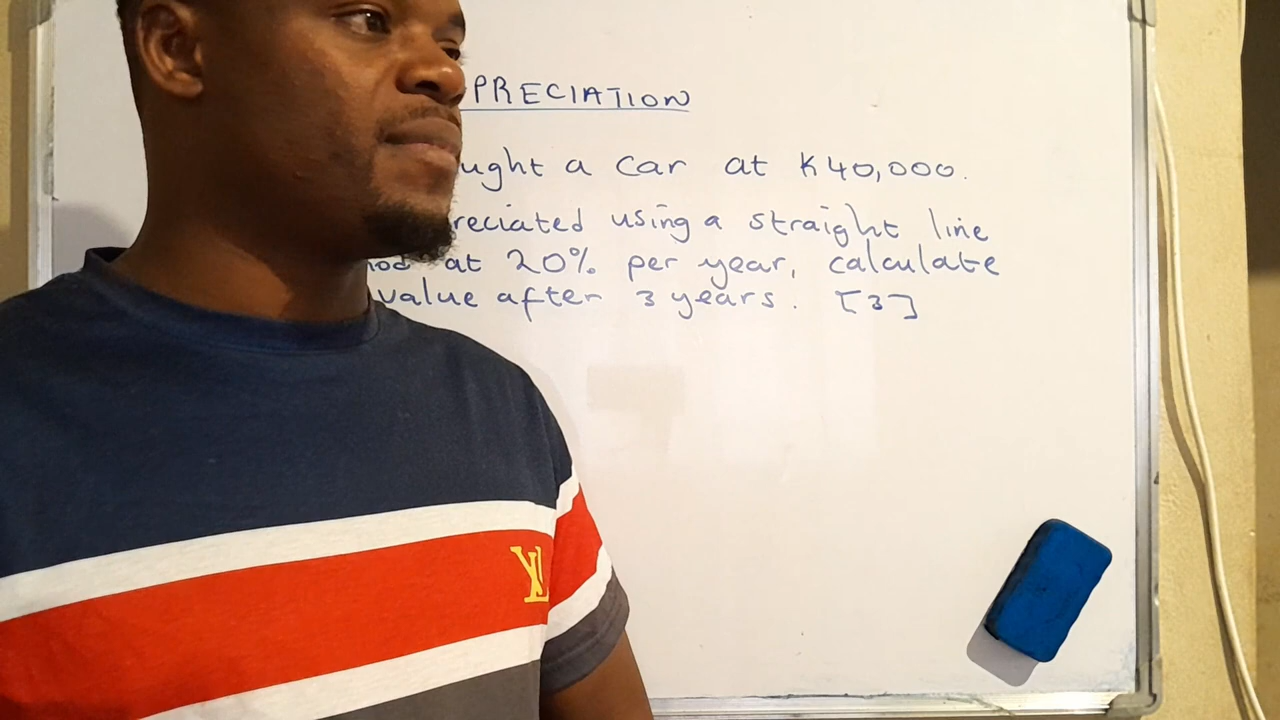 PRECIATION
ught a car at K40,000.
reciated using a straight line
at 20% per year, calculate
value after 3 years. [3]